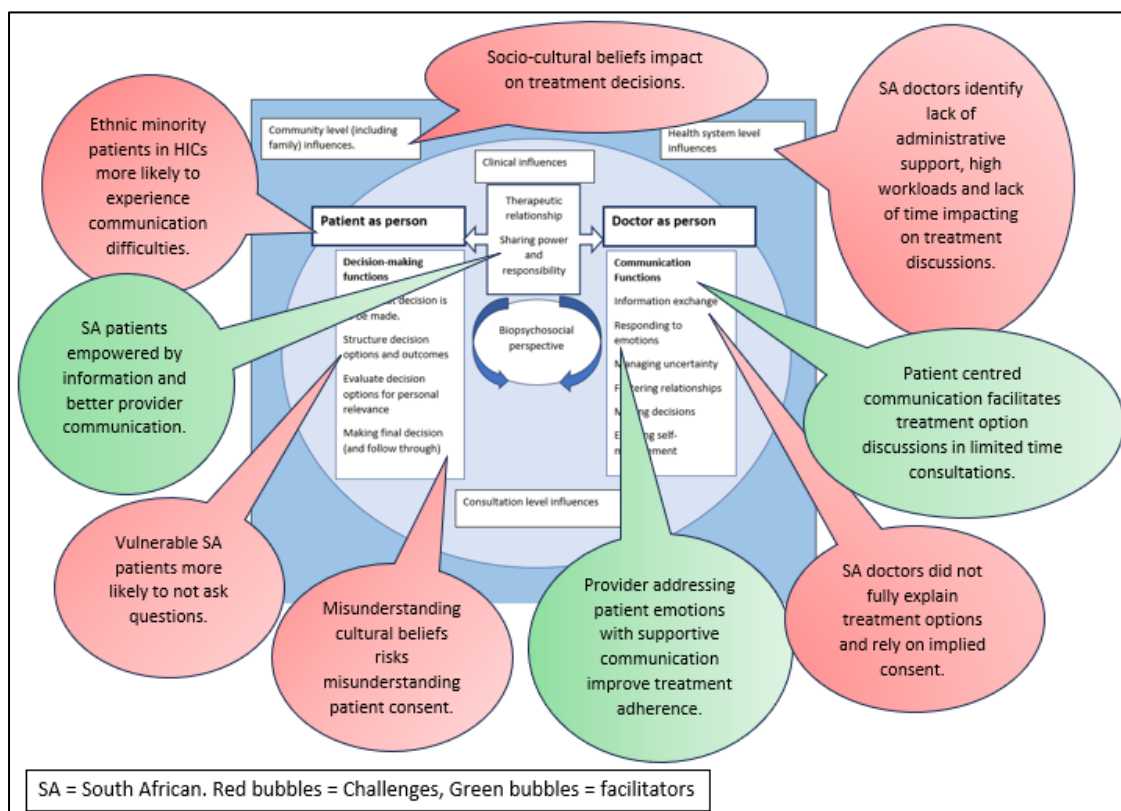 Socio-cultural beliefs impact
on treatment decisions.
Ethnic minority
patients in HICs
more likely to
experience
communication
difficulties.
Community level (including
family) influences.
Health system level
influences
SA doctors identify
lack of
administrative
support, high
workloads and lack
of time impacting
on treatment
discussions.
Clinical influences
Therapeutic
relationship
Sharing power
and
responsibility
Patient as person
Doctor as person
Decision-making
functions
decision is
be made.
Structure decision
options and outcomes
Evaluate decision
options for personal
relevance
Making final decision
(and follow through)
Biopsychosocial
perspective
Communication
Functions
Information exchange
Responding to
emotions
Managing uncertainty
relationships
decisions
self-
SA patients
empowered by
information and
better provider
communication.
Patient centred
communication facilitates
treatment option
discussions in limited time
consultations.
Consultation level influences
Vulnerable SA
patients more
likely to not ask
questions.
Misunderstanding
cultural beliefs
risks
misunderstanding
patient consent.
Provider addressing
patient emotions
with supportive
communication
improve treatment
adherence.
SA doctors did not
fully explain
treatment options
and rely on implied
consent.
SA = South African. Red bubbles = Challenges, Green bubbles = facilitators